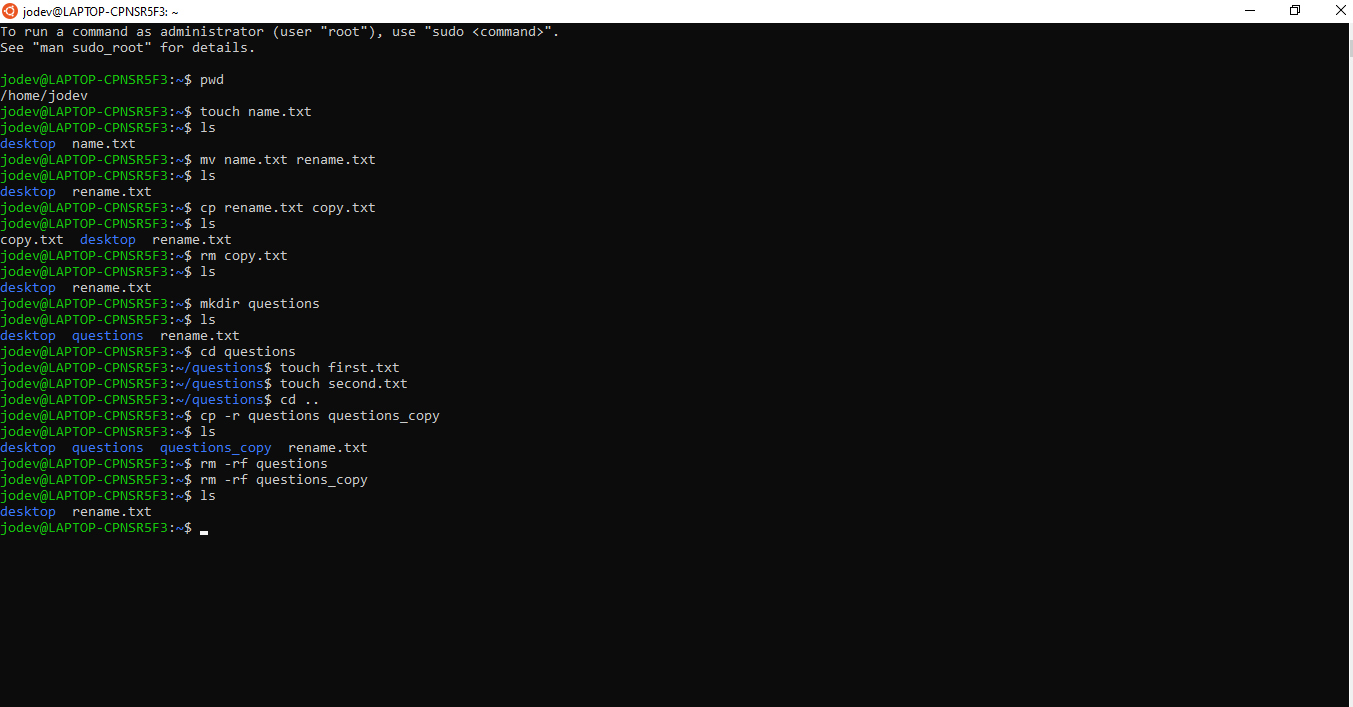 jodev@LAPTOP-CPNSR5F3: ~
To run a command as administrator (user "root"), use "sudo <command>".
See "man sudo_root" for details.
jodev@LAPTOP-CPNSR5F3:~$ pwd
/home/jodev
jodev@LAPTOP-CPNSR5F3:~$ touch name.txt
jodev@LAPTOP-CPNSR5F3:~$ ls
desktop  name.txt
jodev@LAPTOP-CPNSR5F3:~$ mv name.txt rename.txt
jodev@LAPTOP-CPNSR5F3:~$ ls
desktop  rename.txt
jodev@LAPTOP-CPNSR5F3:~$ cp rename.txt copy.txt
jodev@LAPTOP-CPNSR5F3:~$ ls
copy.txt  desktop  rename.txt
jodev@LAPTOP-CPNSR5F3:~$ rm copy.txt
jodev@LAPTOP-CPNSR5F3:~$ ls
desktop  rename.txt
jodev@LAPTOP-CPNSR5F3:~$ mkdir questions
jodev@LAPTOP-CPNSR5F3:~$ ls
desktop  questions  rename.txt
jodev@LAPTOP-CPNSR5F3:~$ cd questions
jodev@LAPTOP-CPNSR5F3:~/questions$ touch first.txt
jodev@LAPTOP-CPNSR5F3:~/questions$ touch second.txt
jodev@LAPTOP-CPNSR5F3:~/questions$ cd ..
jodev@LAPTOP-CPNSR5F3:~$ cp -r questions questions_copy
jodev@LAPTOP-CPNSR5F3:~$ ls
desktop  questions  questions_copy  rename.txt
jodev@LAPTOP-CPNSR5F3:~$ rm -rf questions
jodev@LAPTOP-CPNSR5F3:~$ rm -rf questions_copy
jodev@LAPTOP-CPNSR5F3:~$ ls
desktop  rename.txt
jodev@LAPTOP-CPNSR5F3:~$